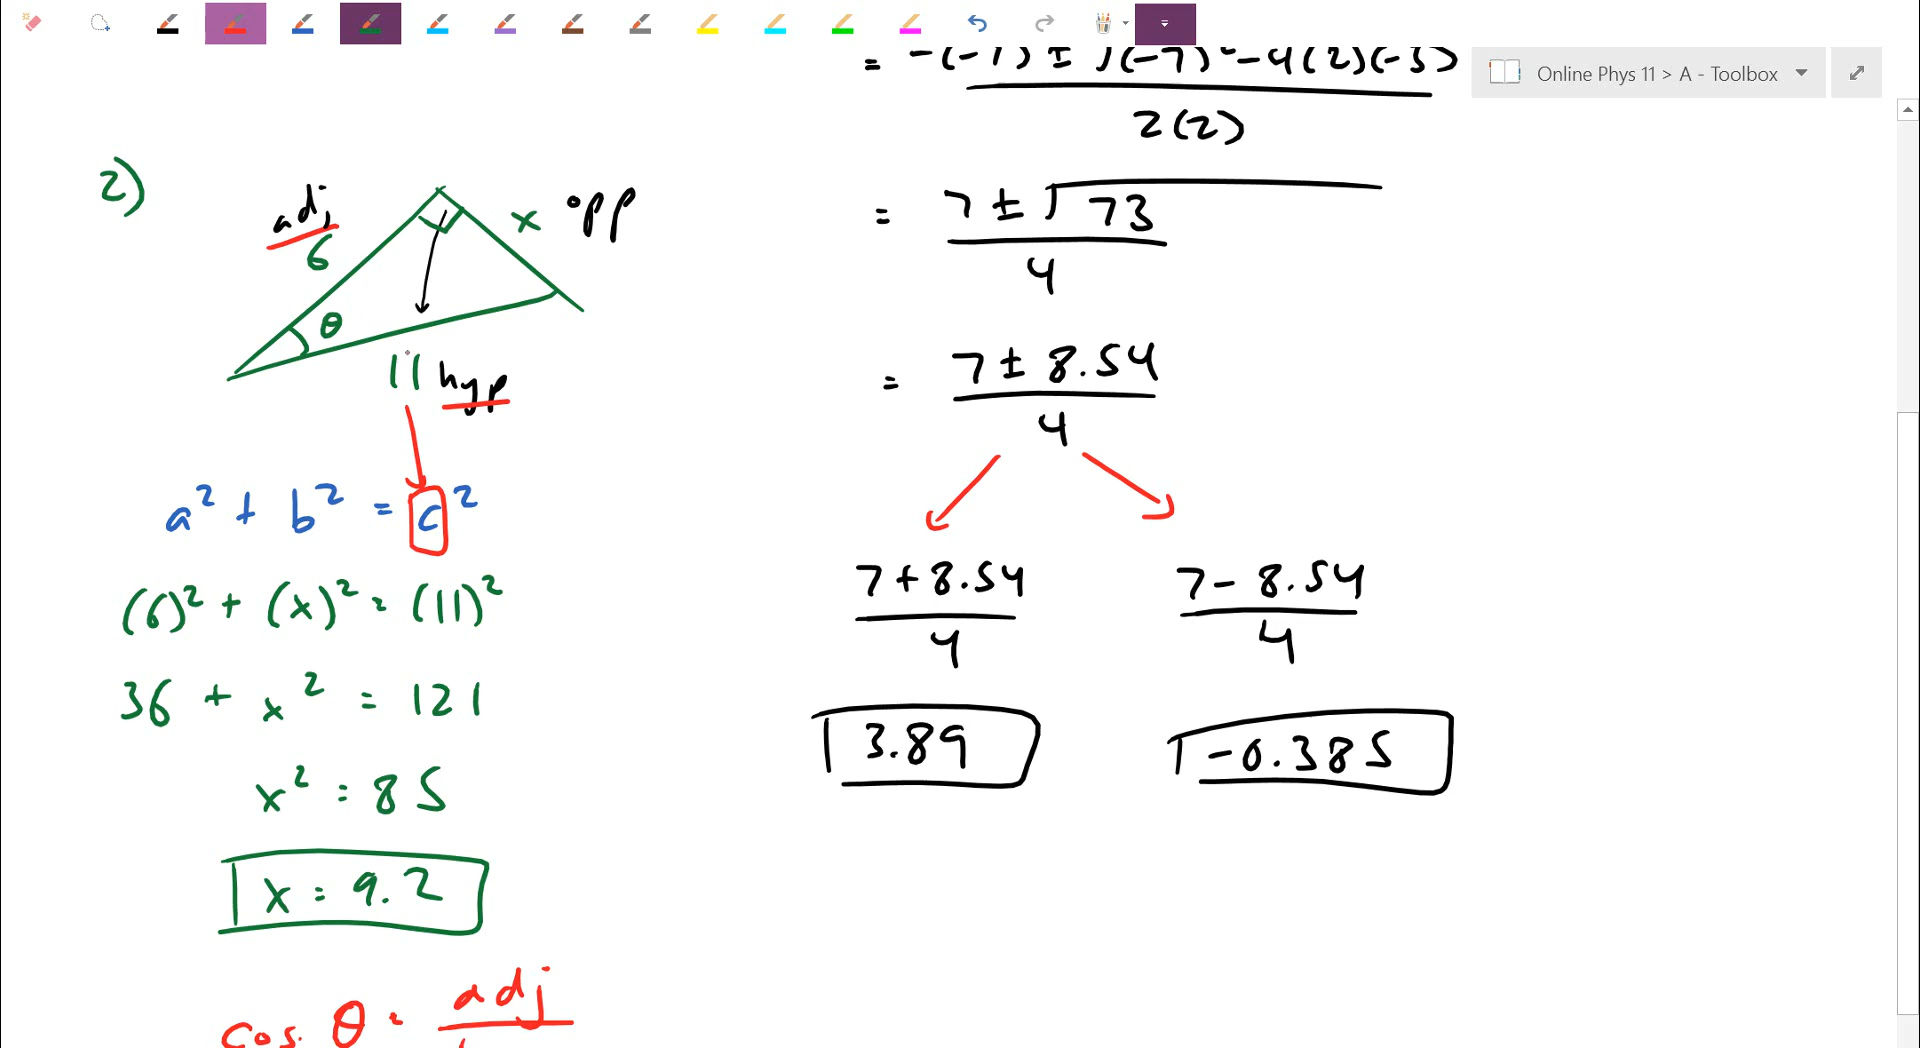 Online Phys 11 > A - Toolbox
2)
adj
6
x opp
θ
11 hyp
a² + b² = c²
(6)² + (x)² = (11)²
36 + x² = 121
x² = 85
x = 9.2
cos θ = adj
= -(-7) ± √(-7)² - 4(2)(-3)
2(2)
= 7 ± √73
4
= 7 ± 8.54
4
7 + 8.54
4
7 - 8.54
4
3.89
-0.385